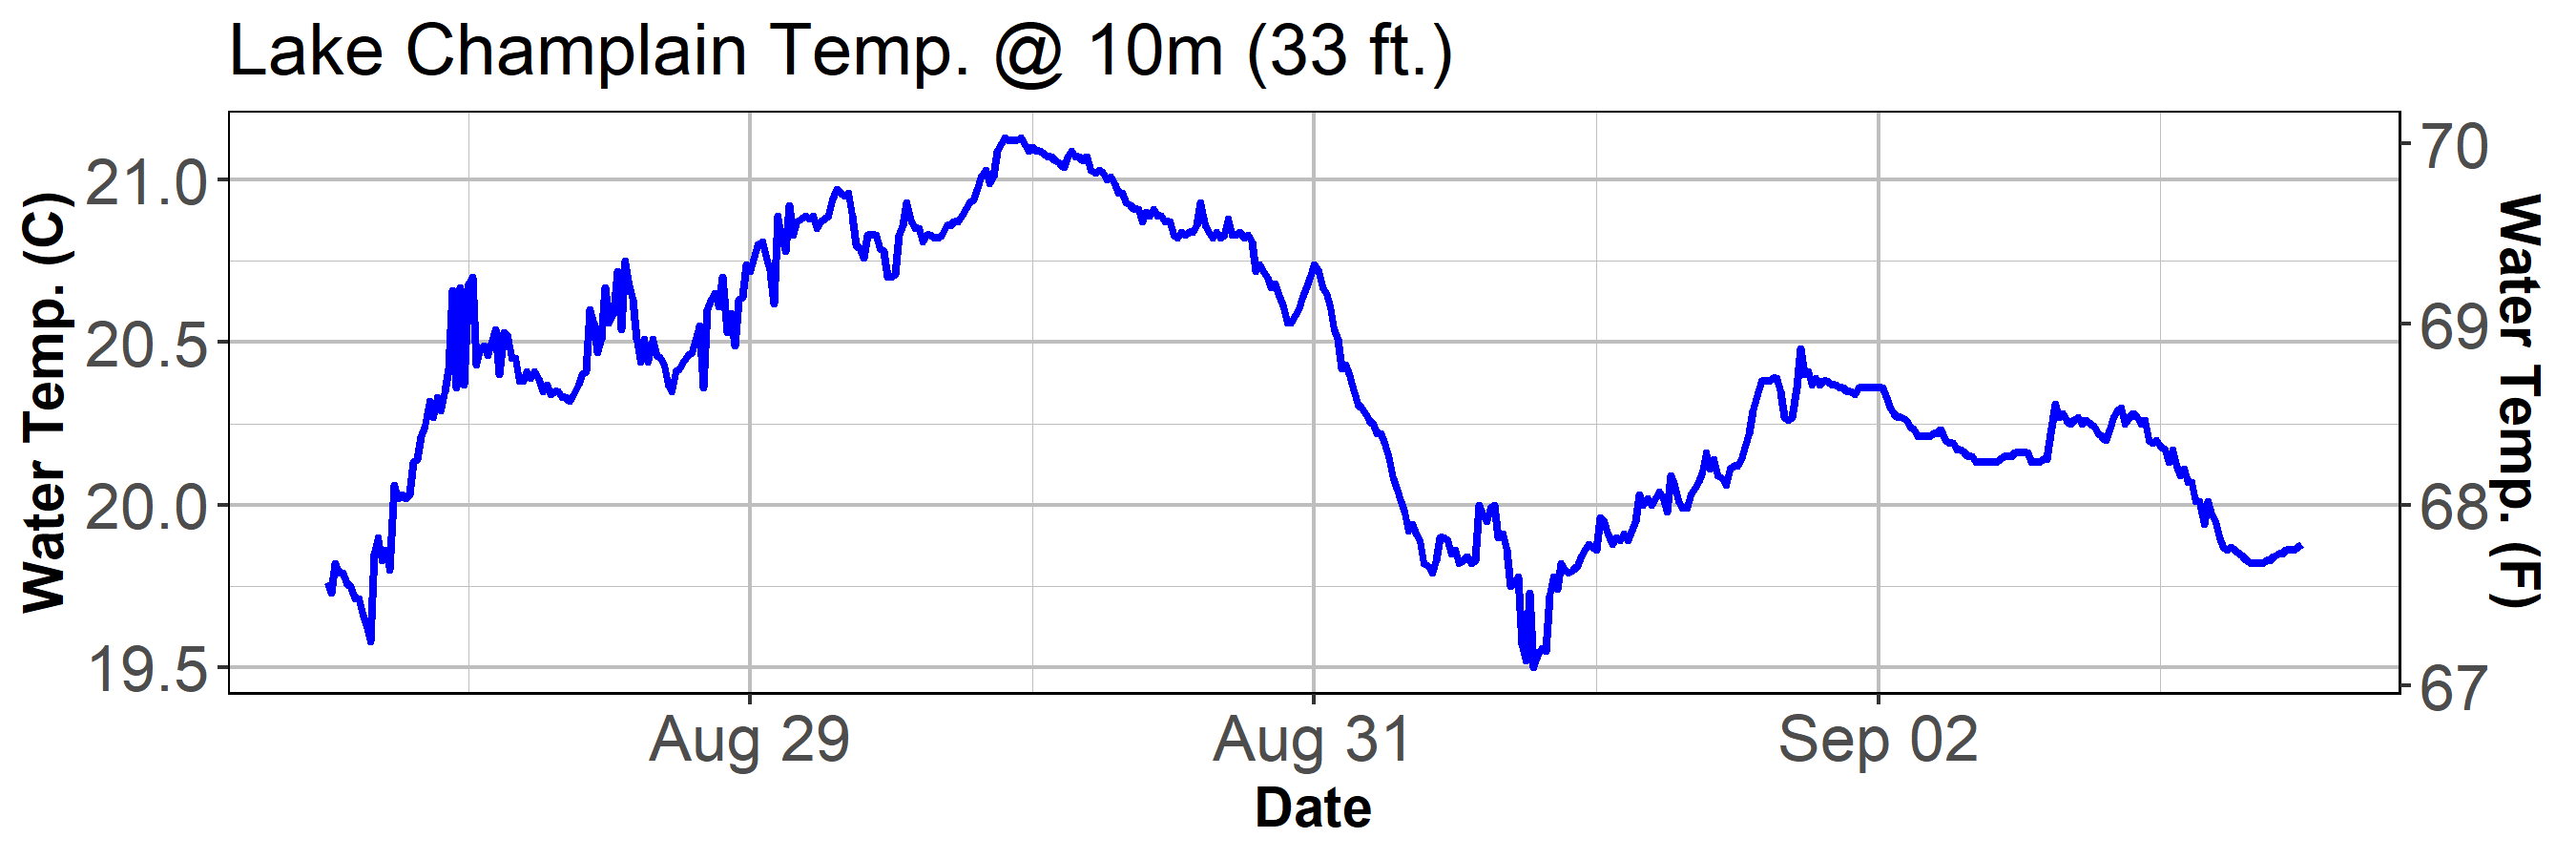 Lake Champlain Temp. @ 10m (33 ft.)
Water Temp. (C)
21.0
20.5
20.0
19.5
70
69
68
67
Water Temp. (F)
Aug 29
Aug 31
Sep 02
Date